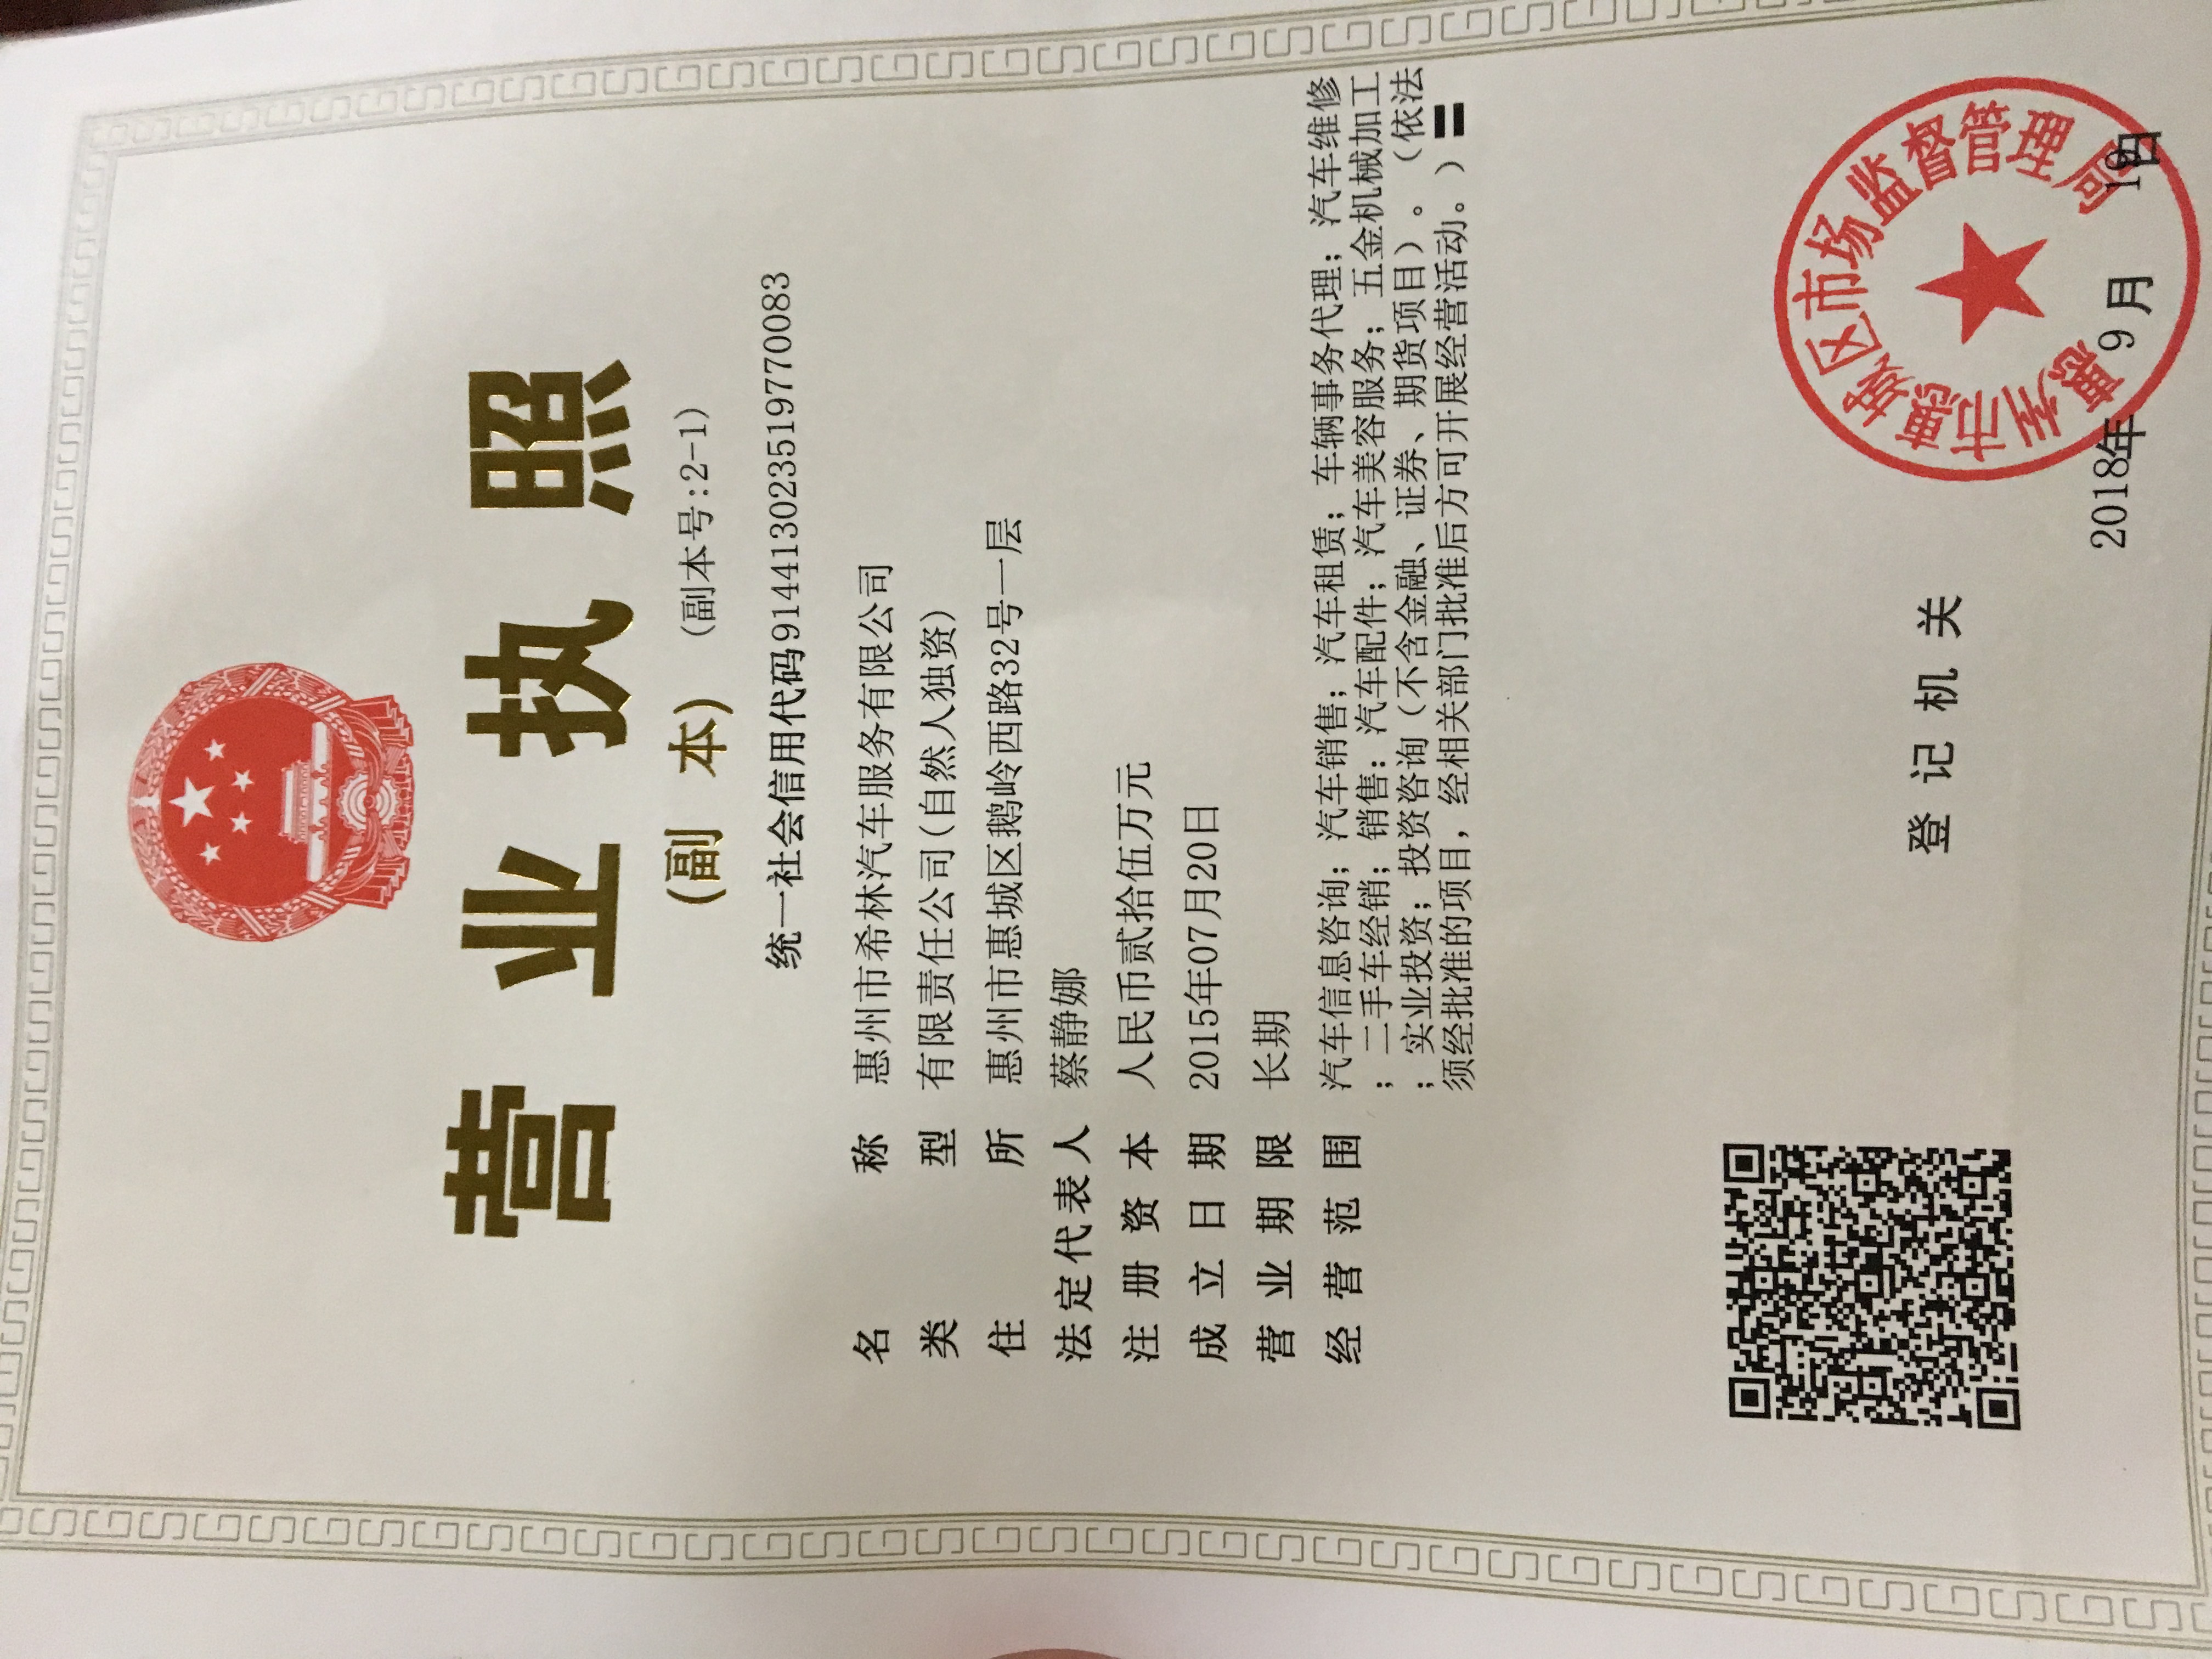 营业执照
(副 本)
(副本号:2-1)
统一社会信用代码914413023519770083
名 称 惠州市希林汽车服务有限公司
类 型 有限责任公司(自然人独资)
住 所 惠州市惠城区鹅岭西路32号一层
法定代表人 蔡静娜
注册资本 人民币贰拾伍万元
成立日期 2015年07月20日
营业期限 长期
经营范围 汽车信息咨询；汽车销售；汽车租赁；车辆事务代理；汽车维修
；二手车经销；销售：汽车配件；汽车美容服务；五金机械加工
；实业投资；投资咨询（不含金融、证券、期货项目）。（依法
须经批准的项目，经相关部门批准后方可开展经营活动。）
登记机关
惠州市惠城区市场监督管理局
2018年 9月 日